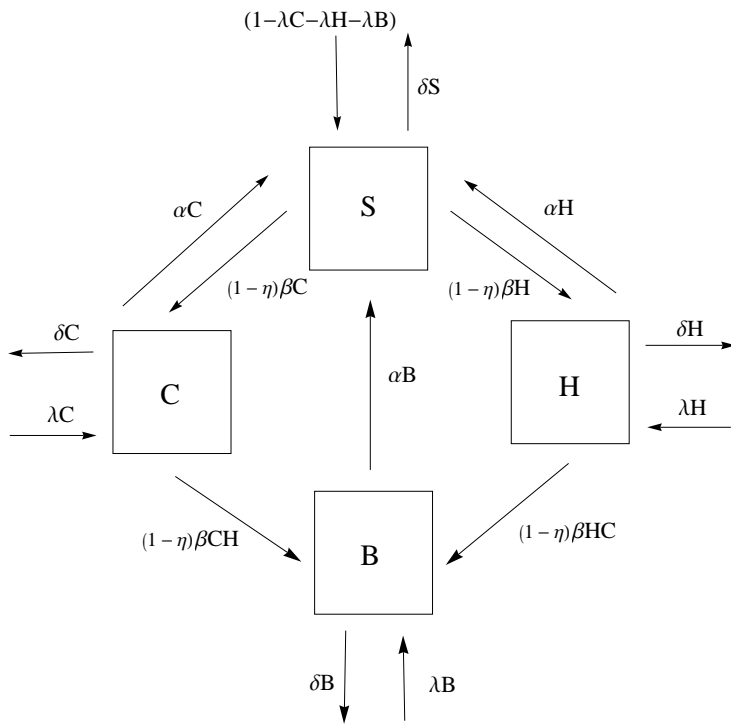 (1−λC−λH−λB)
δS
S
αC
αH
(1−η)βC
(1−η)βH
δC
δH
C
αB
H
λC
λH
(1−η)βCH
(1−η)βHC
B
δB
λB